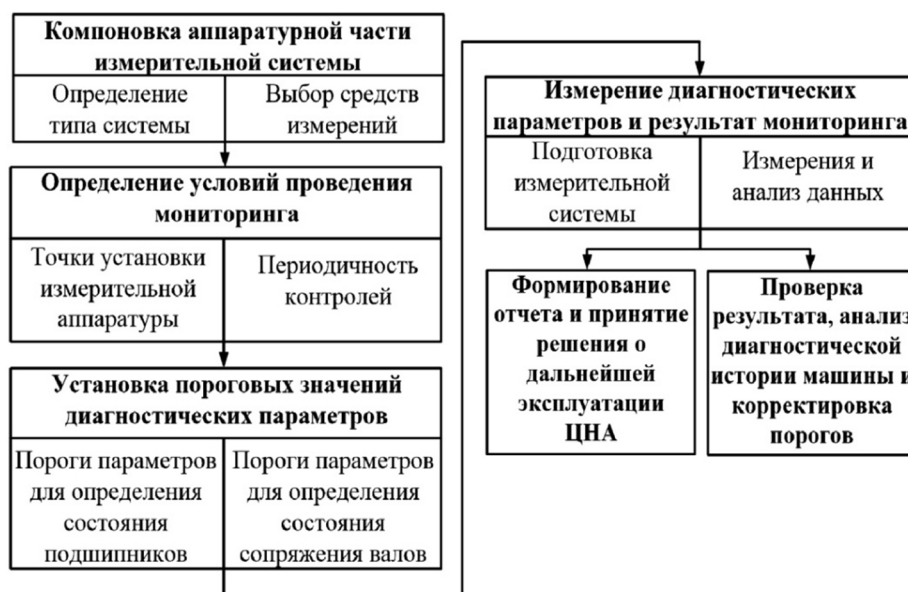 Компоновка аппаратурной части
измерительной системы
Определение
типа системы
Выбор средств
измерений
Определение условий проведения
мониторинга
Точки установки
измерительной
аппаратуры
Периодичность
контролей
Установка пороговых значений
диагностических параметров
Пороги параметров
для определения
состояния
подшипников
Пороги параметров
для определения
состояния
сопряжения валов
Измерение диагностических
параметров и результат мониторинга
Подготовка
измерительной
системы
Измерения и
анализ данных
Формирование
отчета и принятие
решения о
дальнейшей
эксплуатации
ЦНА
Проверка
результата, анализ
диагностической
истории машины и
корректировка
порогов